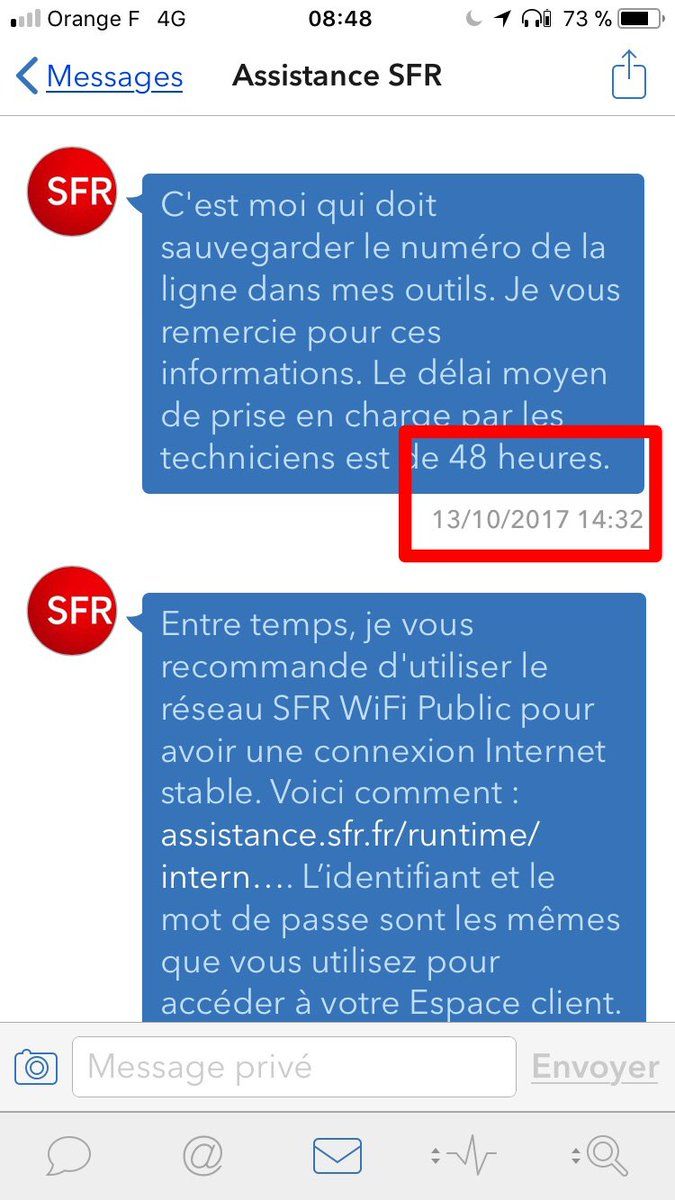 Orange F 4G 08:48 73 %
Messages Assistance SFR
SFR
C'est moi qui doit
sauvegarder le numéro de la
ligne dans mes outils. Je vous
remercie pour ces
informations. Le délai moyen
de prise en charge par les
techniciens est de 48 heures.
13/10/2017 14:32
SFR
Entre temps, je vous
recommande d'utiliser le
réseau SFR WiFi Public pour
avoir une connexion Internet
stable. Voici comment :
assistance.sfr.fr/runtime/
intern…. L’identifiant et le
mot de passe sont les mêmes
que vous utilisez pour
accéder à votre Espace client.
Message privé Envoyer
@